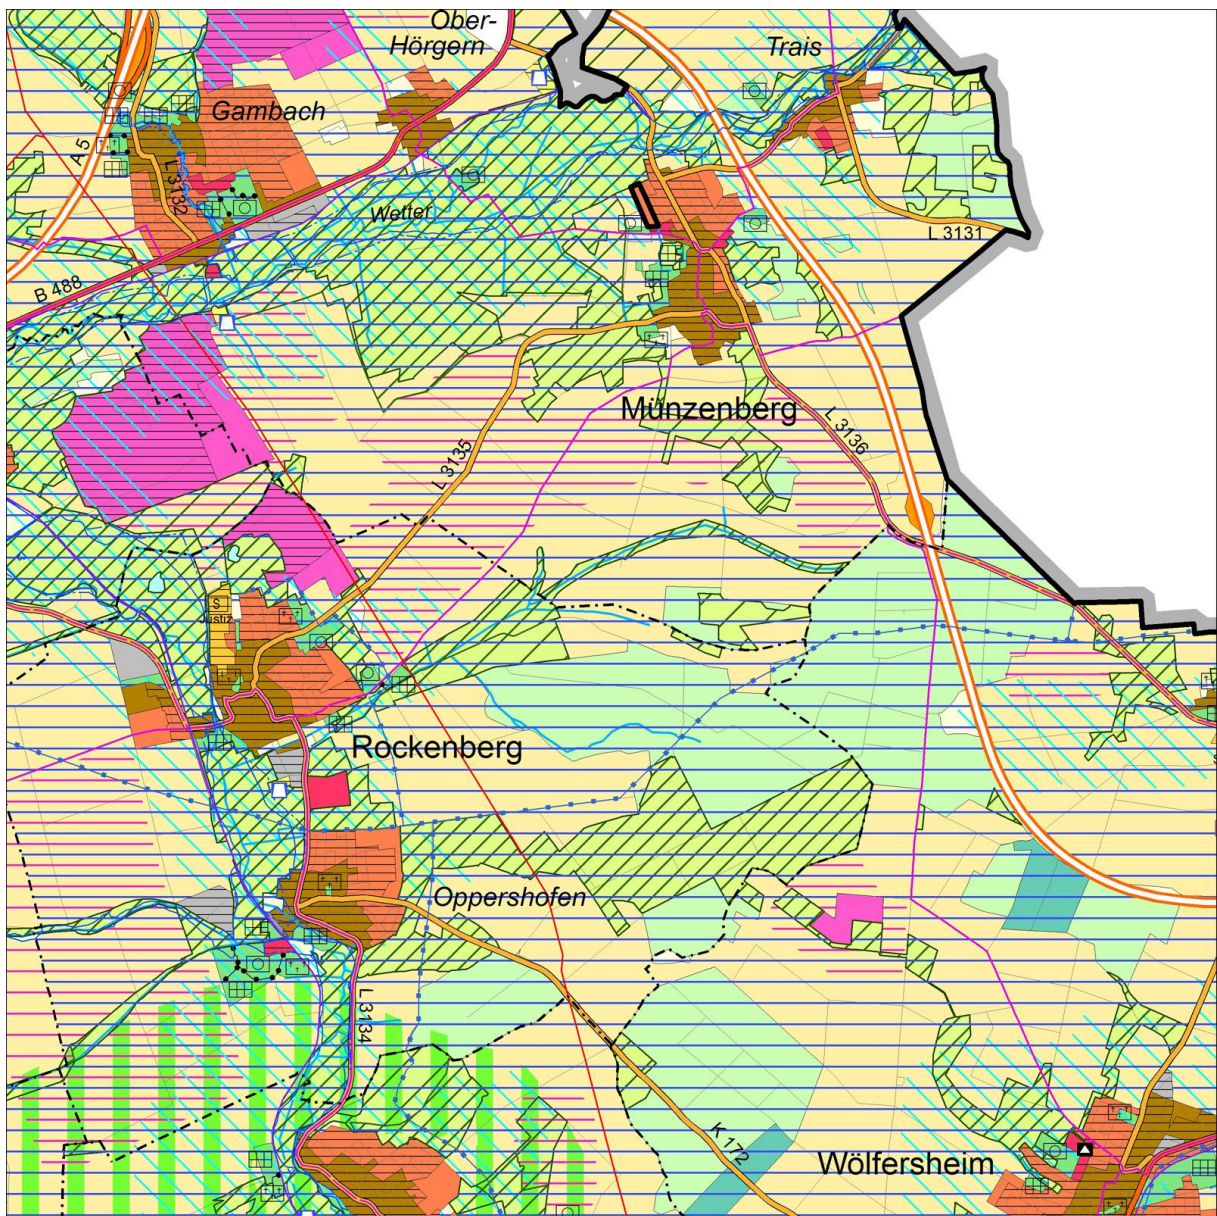 Ober-
Hörgern
Trais
Gambach
A 5
L 3132
Wetter
L 3131
B 488
Münzenberg
L 3136
L 3135
S
Justiz
Rockenberg
Oppershofen
L 3134
K 172
Wölfersheim